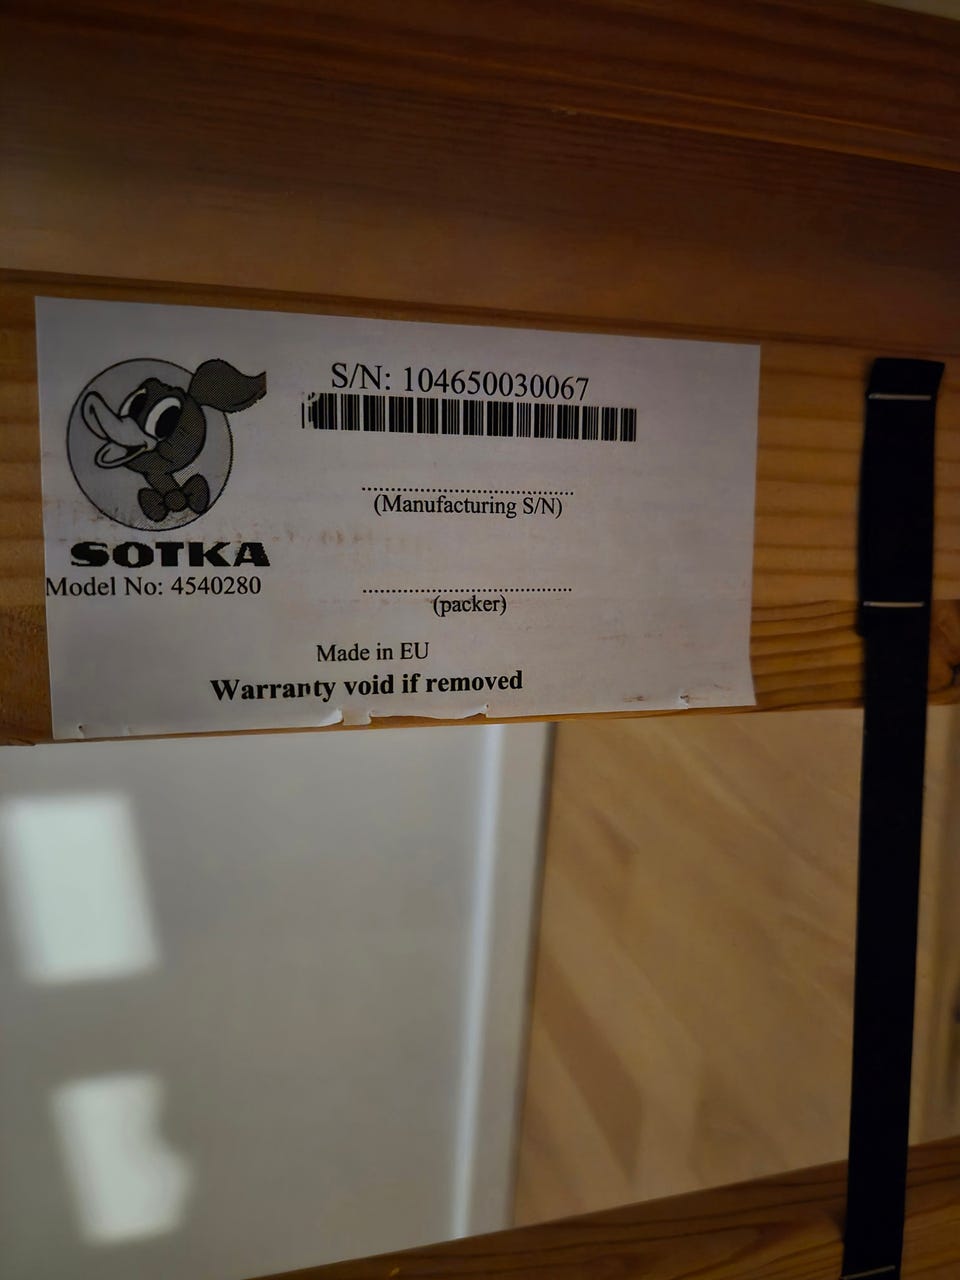 S/N: 104650030067
(Manufacturing S/N)
SOTKA
Model No: 4540280
(packer)
Made in EU
Warranty void if removed